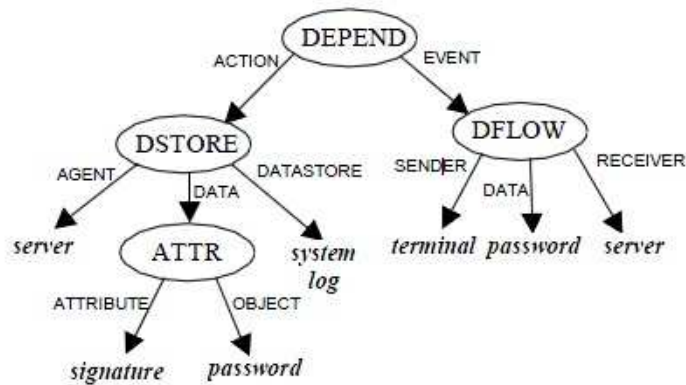 DEPEND
ACTION
EVENT
DSTORE
DFLOW
AGENT
DATA
DATASTORE
SENDER
DATA
RECEIVER
server
ATTR
system
log
terminal
password
server
ATTRIBUTE
OBJECT
signature
password